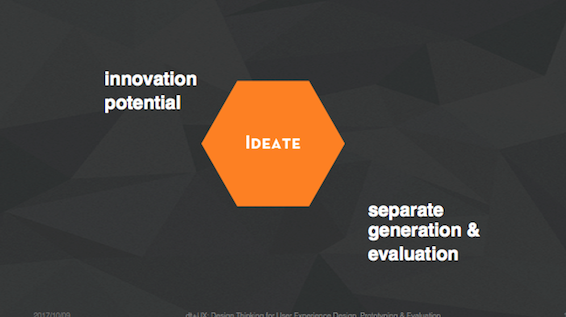 innovation
potential
IDEATE
separate
generation &
evaluation
2017/10/09 dt+UX: Design Thinking for User Experience Design, Prototyping & Evaluation